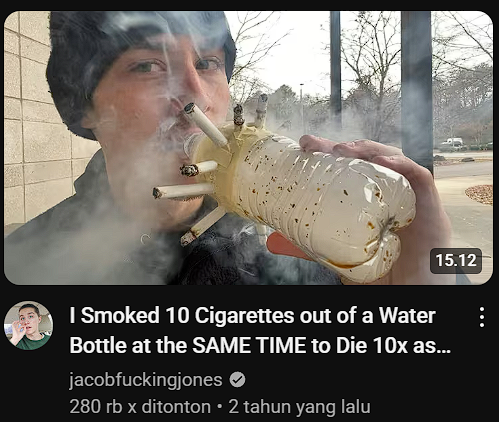 15.12
I Smoked 10 Cigarettes out of a Water
Bottle at the SAME TIME to Die 10x as...
jacobfuckingjones
280 rb x ditonton • 2 tahun yang lalu